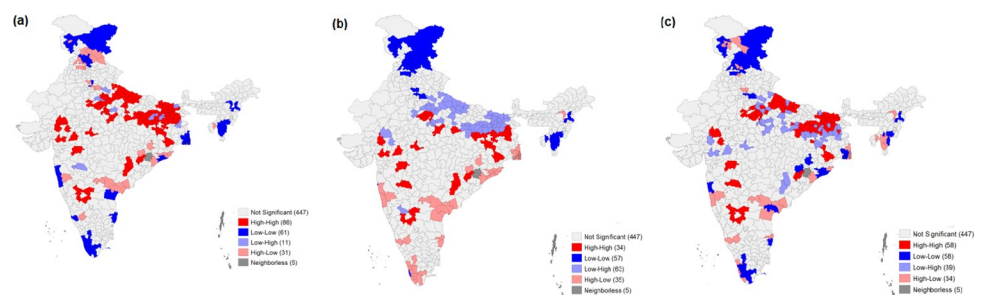 (a)
Not Significant (447)
High-High (86)
Low-Low (61)
Low-High (11)
High-Low (31)
Neighborless (5)
(b)
Not Significant (447)
High-High (34)
Low-Low (57)
Low-High (63)
High-Low (35)
Neighborless (5)
(c)
Not Significant (447)
High-High (58)
Low-Low (58)
Low-High (39)
High-Low (34)
Neighborless (5)